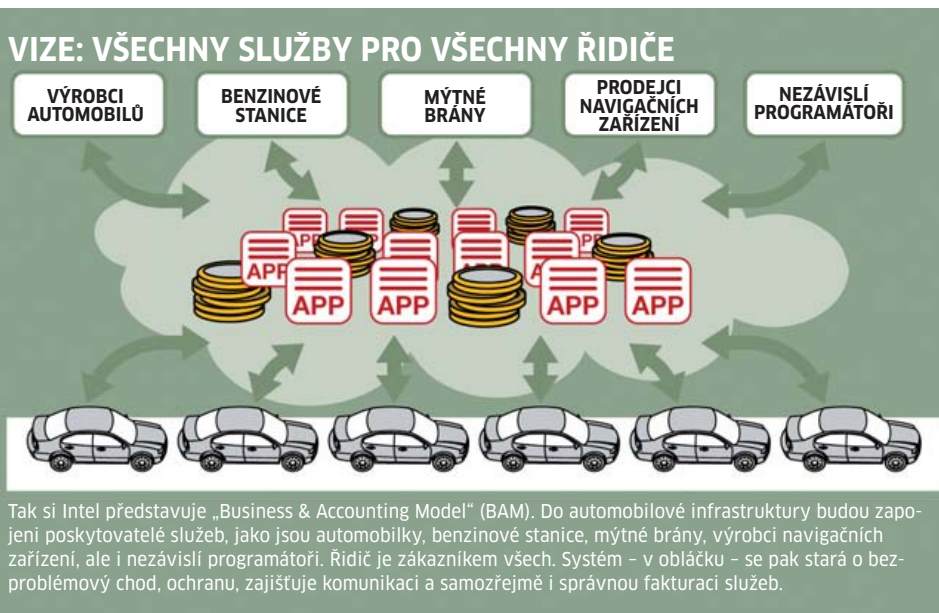 VIZE: VŠECHNY SLUŽBY PRO VŠECHNY ŘIDIČE
VÝROBCI
AUTOMOBILŮ
BENZINOVÉ
STANICE
MÝTNÉ
BRÁNY
PRODEJCI
NAVIGAČNÍCH
ZAŘÍZENÍ
NEZÁVISLÍ
PROGRAMÁTOŘI
APP
APP
APP
APP
APP
APP
Tak si Intel představuje „Business & Accounting Model“ (BAM). Do automobilové infrastruktury budou zapo-
jeni poskytovatelé služeb, jako jsou automobilky, benzinové stanice, mýtné brány, výrobci navigačních
zařízení, ale i nezávislí programátoři. Řidič je zákazníkem všech. Systém – v obláčku – se pak stará o bez-
problémový chod, ochranu, zajišťuje komunikaci a samozřejmě i správnou fakturaci služeb.